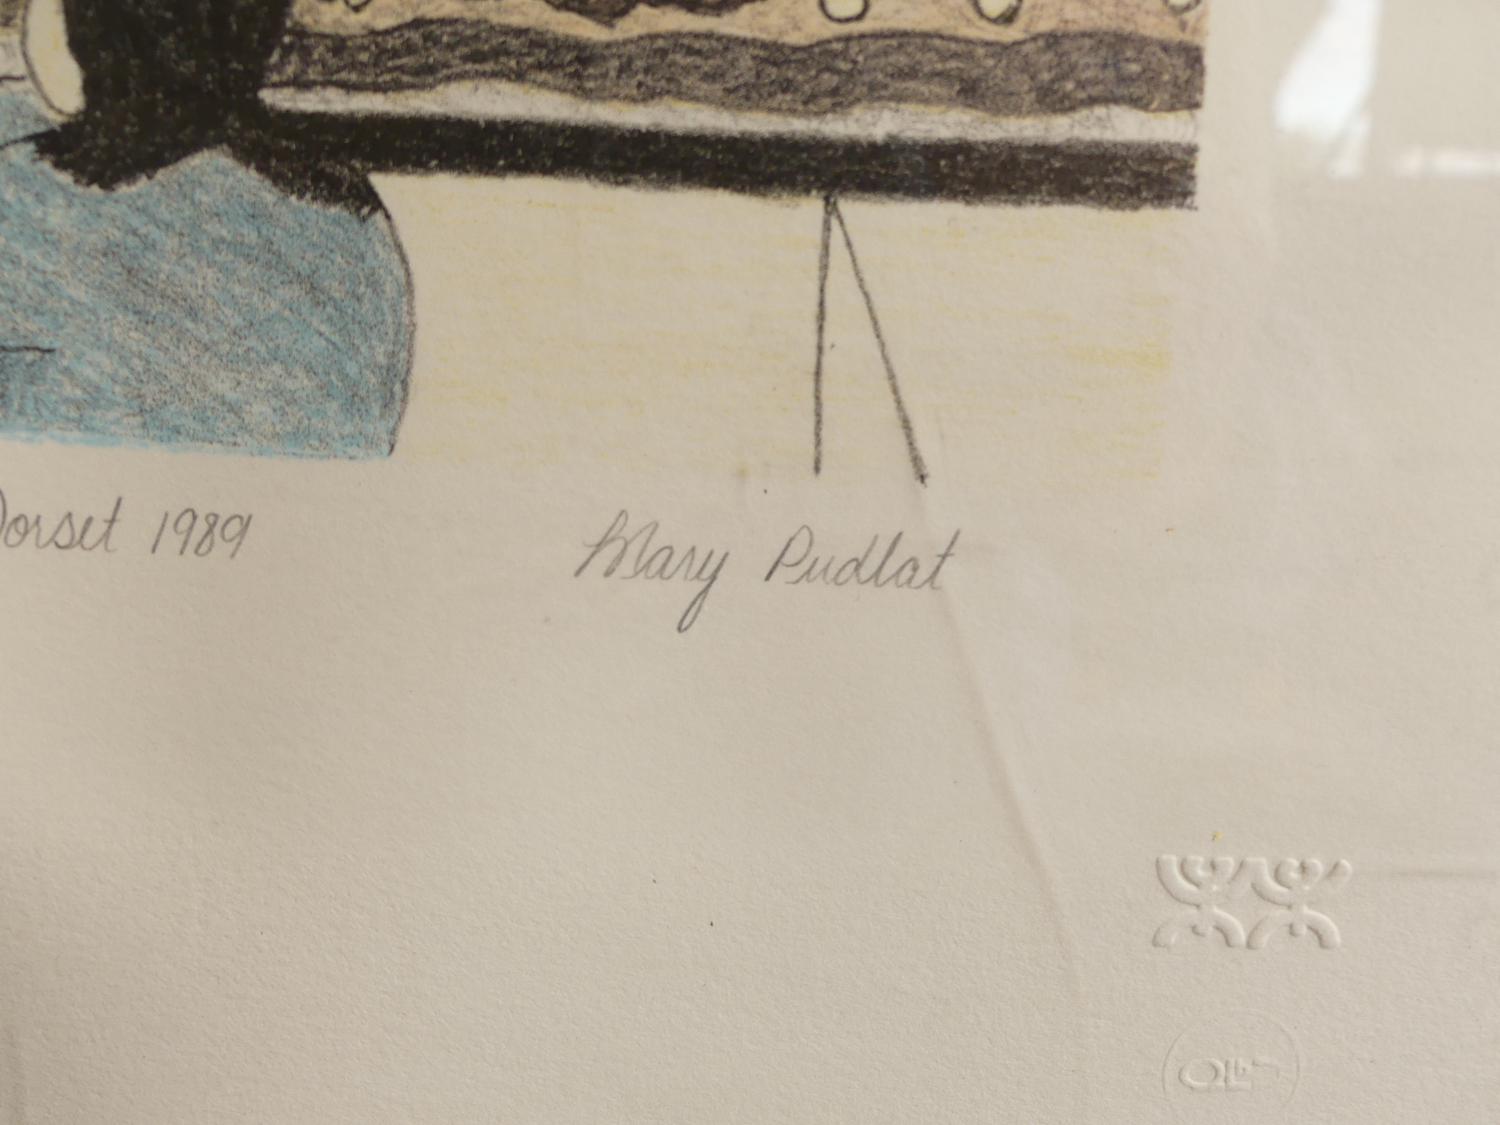 Dorset 1989 Mary Pudlat